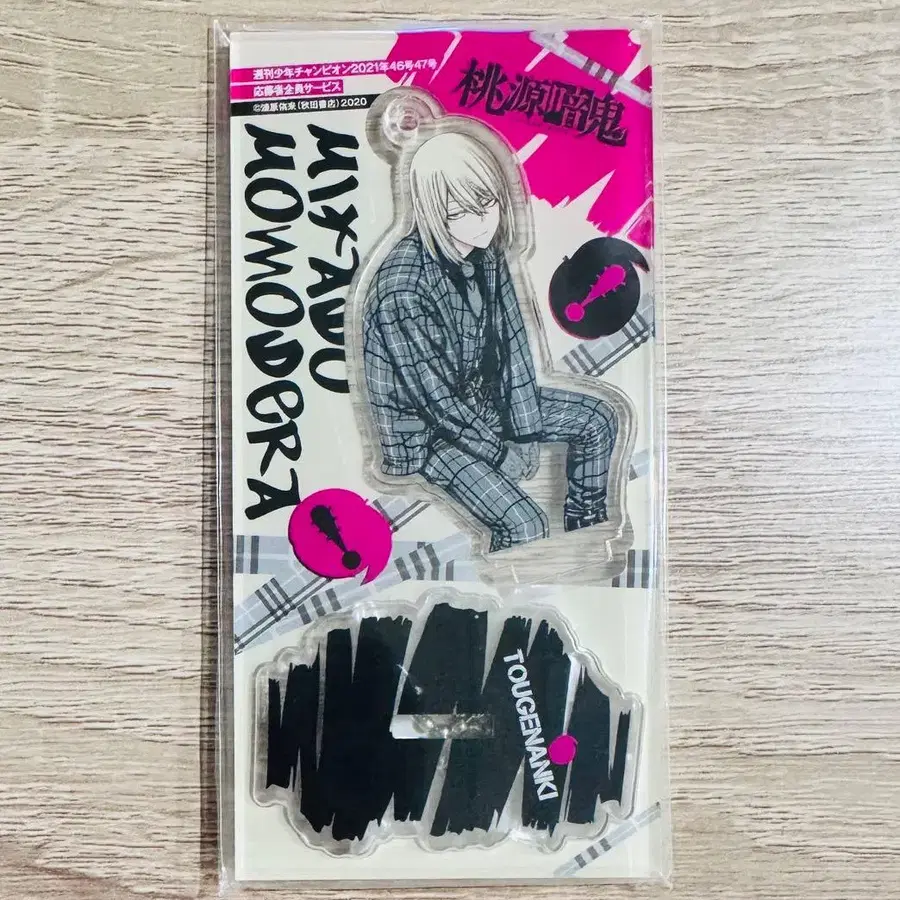 週刊少年チャンピオン2021年46号47号
応募者全員サービス
©漆原侑来(秋田書店)2020
桃源暗鬼
MIKADO
MOMODERA
TOUGENANKI